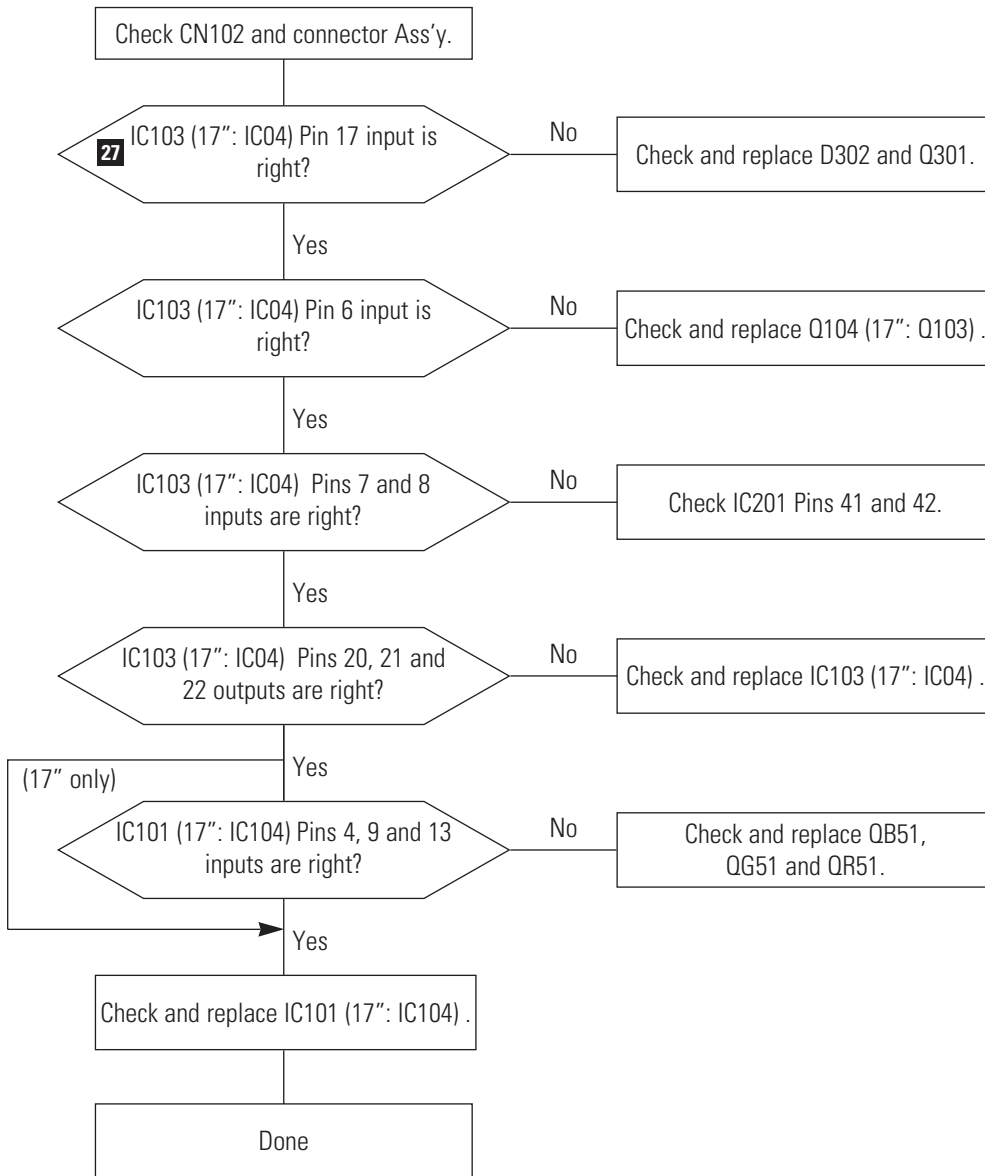 Check CN102 and connector Ass’y.
27 IC103 (17”: IC04) Pin 17 input is
right?
No
Check and replace D302 and Q301.
Yes
IC103 (17”: IC04) Pin 6 input is
right?
No
Check and replace Q104 (17”: Q103) .
Yes
IC103 (17”: IC04) Pins 7 and 8
inputs are right?
No
Check IC201 Pins 41 and 42.
Yes
IC103 (17”: IC04) Pins 20, 21 and
22 outputs are right?
No
Check and replace IC103 (17”: IC04) .
Yes
(17” only)
IC101 (17”: IC104) Pins 4, 9 and 13
inputs are right?
No
Check and replace QB51,
QG51 and QR51.
Yes
Check and replace IC101 (17”: IC104) .
Done